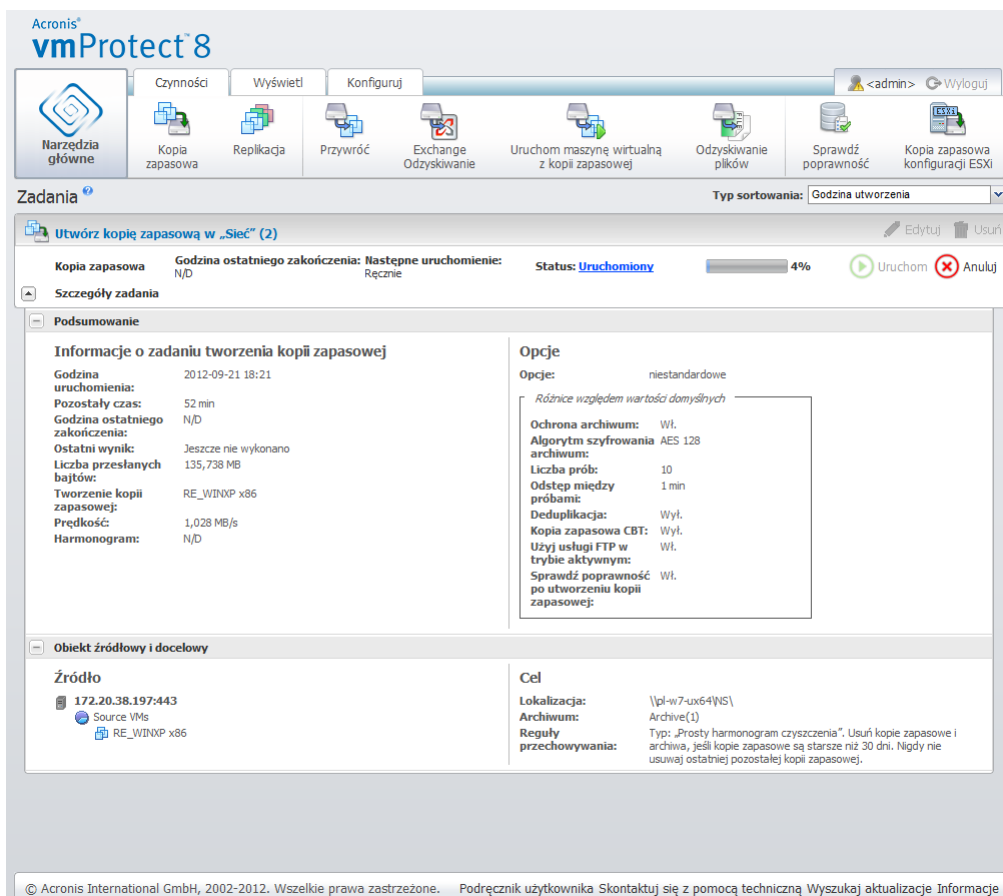 Acronis®
vmProtect™ 8
Czynności Wyświetl Konfiguruj <admin> Wyloguj
Narzędzia główne
Kopia zapasowa
Replikacja
Przywróć
Exchange Odzyskiwanie
Uruchom maszynę wirtualną z kopii zapasowej
Odzyskiwanie plików
Sprawdź poprawność
Kopia zapasowa konfiguracji ESXi
Zadania
Typ sortowania: Godzina utworzenia
Utwórz kopię zapasową w „Sieć” (2) Edytuj Usuń
Kopia zapasowa
Godzina ostatniego zakończenia: Następne uruchomienie:
N/D Ręcznie
Status: Uruchomiony 4% Uruchom Anuluj
Szczegóły zadania
Podsumowanie
Informacje o zadaniu tworzenia kopii zapasowej
Godzina uruchomienia: 2012-09-21 18:21
Pozostały czas: 52 min
Godzina ostatniego zakończenia: N/D
Ostatni wynik: Jeszcze nie wykonano
Liczba przesłanych bajtów: 135,738 MB
Tworzenie kopii zapasowej: RE_WINXP x86
Prędkość: 1,028 MB/s
Harmonogram: N/D
Opcje
Opcje: niestandardowe
Różnice względem wartości domyślnych
Ochrona archiwum: Wł.
Algorytm szyfrowania archiwum: AES 128
Liczba prób: 10
Odstęp między próbami: 1 min
Deduplikacja: Wył.
Kopia zapasowa CBT: Wył.
Użyj usługi FTP w trybie aktywnym: Wł.
Sprawdź poprawność po utworzeniu kopii zapasowej: Wł.
Obiekt źródłowy i docelowy
Źródło
172.20.38.197:443
Source VMs
RE_WINXP x86
Cel
Lokalizacja: \\pl-w7-ux64\NS\
Archiwum: Archive(1)
Reguły przechowywania: Typ: „Prosty harmonogram czyszczenia”. Usuń kopie zapasowe i
archiwa, jeśli kopie zapasowe są starsze niż 30 dni. Nigdy nie
usuwaj ostatniej pozostałej kopii zapasowej.
© Acronis International GmbH, 2002-2012. Wszelkie prawa zastrzeżone. Podręcznik użytkownika Skontaktuj się z pomocą techniczną Wyszukaj aktualizacje Informacje